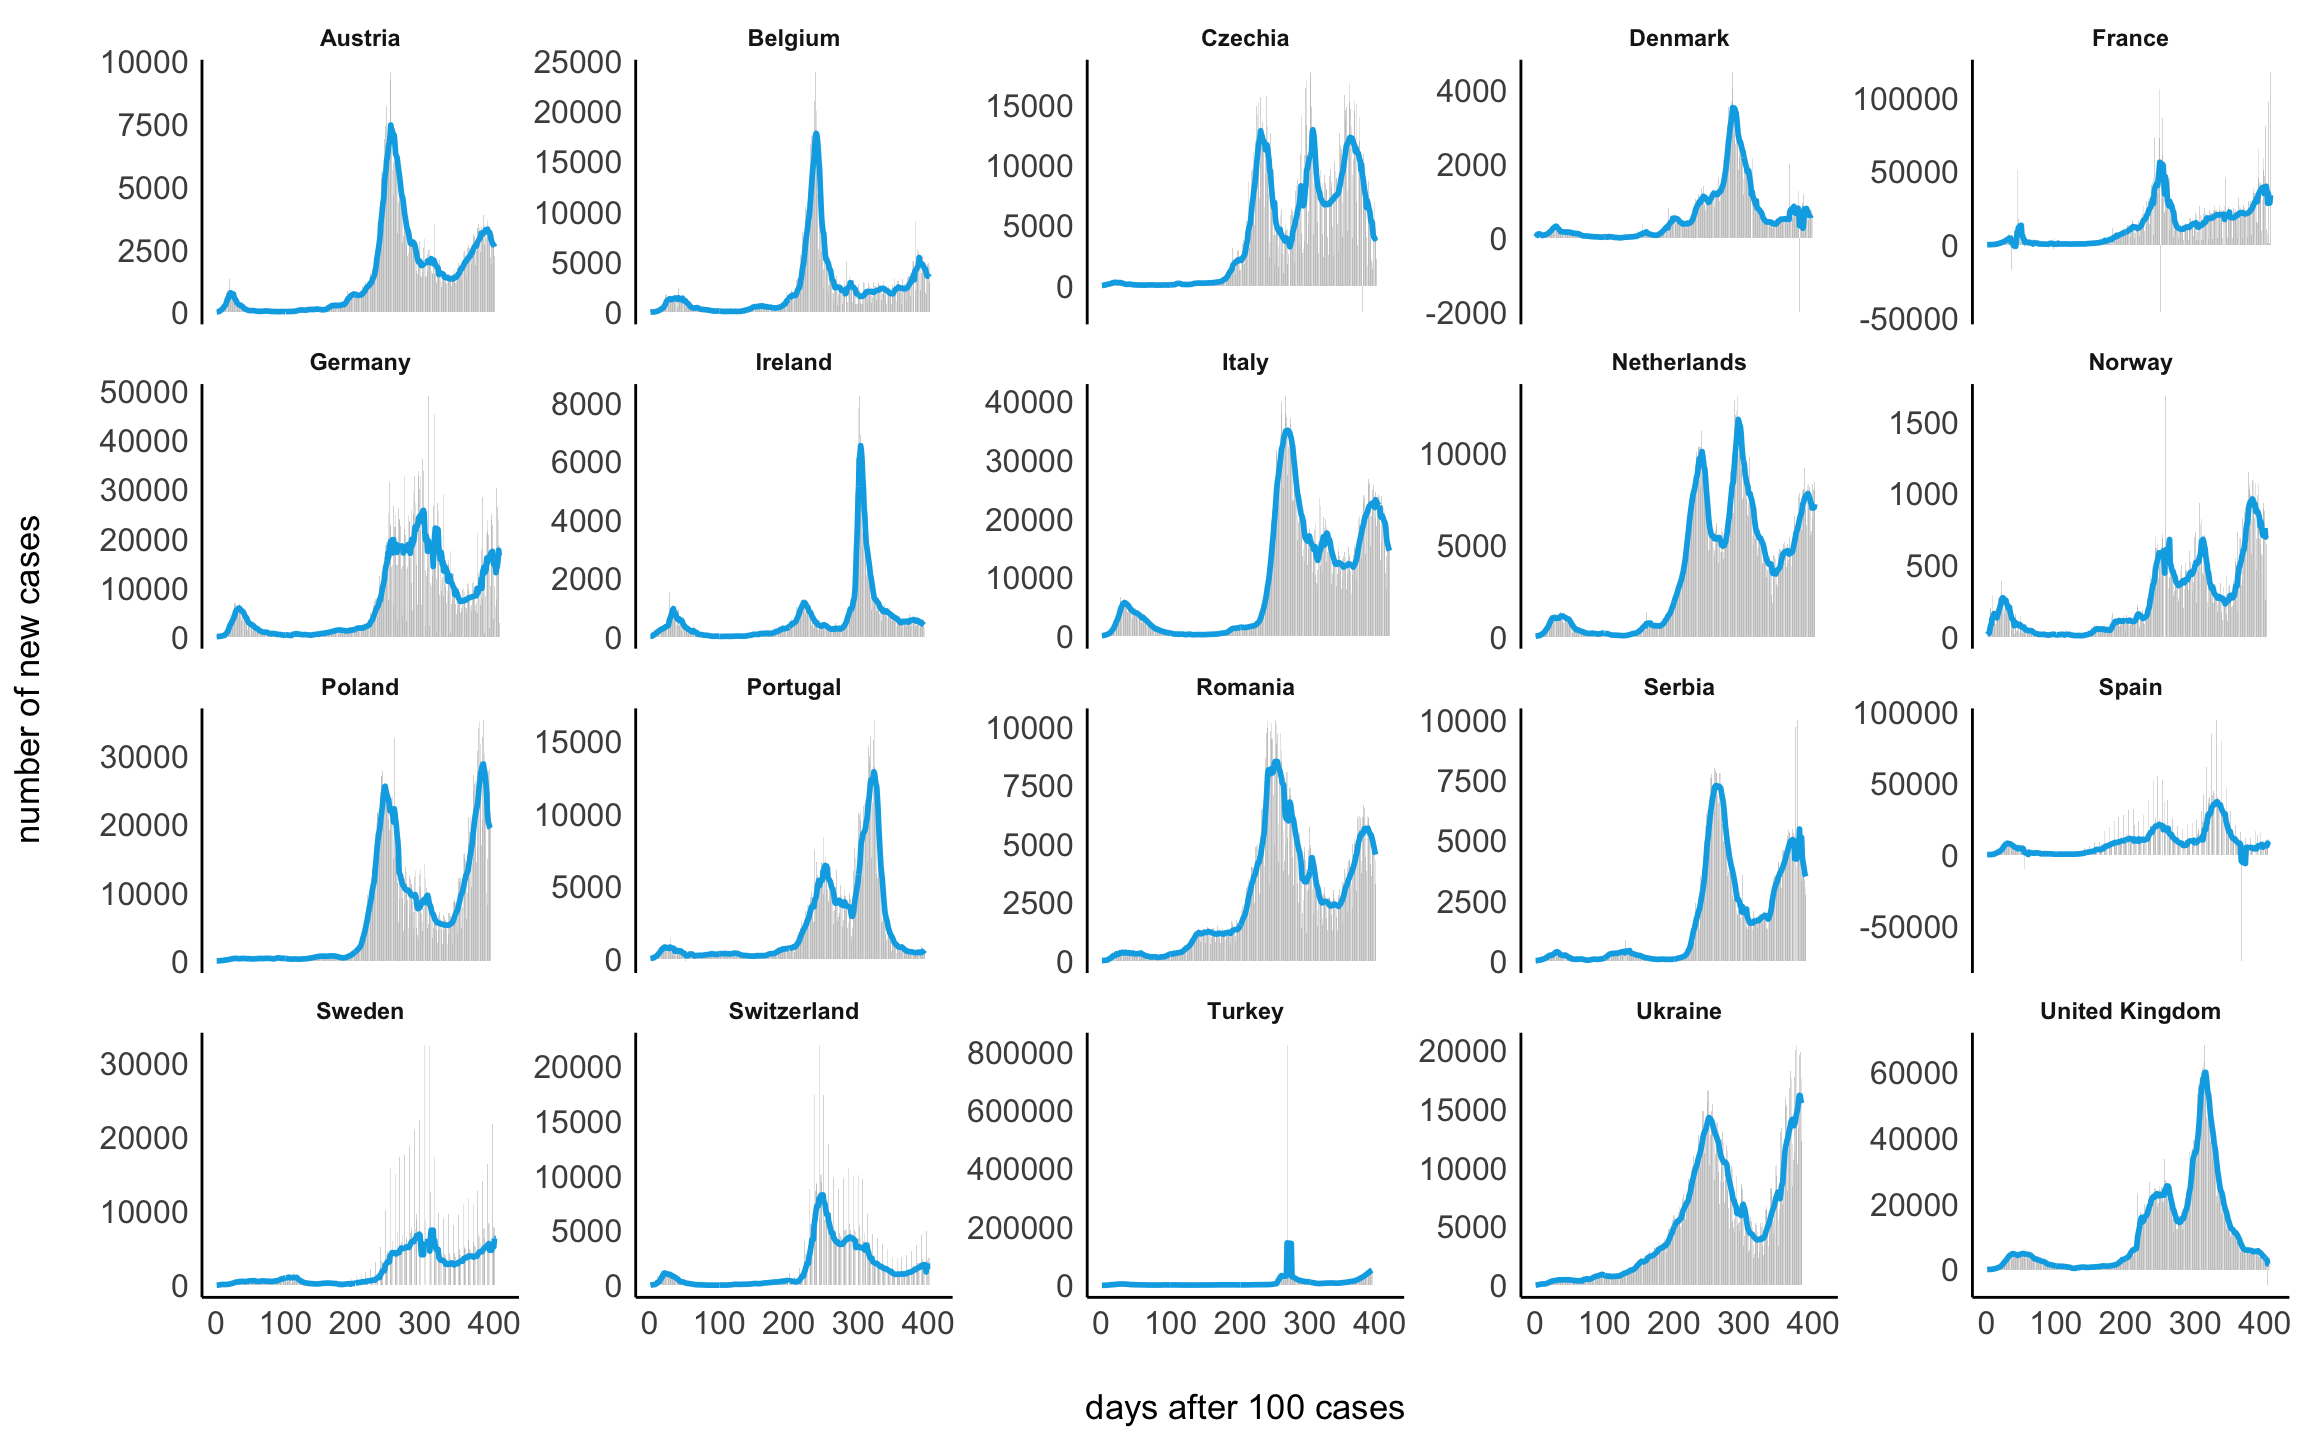 Austria Belgium Czechia Denmark France
10000 7500 5000 2500 0
25000 20000 15000 10000 5000 0
15000 10000 5000 0
4000 2000 0 -2000
100000 50000 0 -50000
Germany Ireland Italy Netherlands Norway
50000 40000 30000 20000 10000 0
8000 6000 4000 2000 0
40000 30000 20000 10000 0
10000 5000 0
1500 1000 500 0
number of new cases
Poland Portugal Romania Serbia Spain
30000 20000 10000 0
15000 10000 5000 0
10000 7500 5000 2500 0
10000 7500 5000 2500 0
100000 50000 0 -50000
Sweden Switzerland Turkey Ukraine United Kingdom
30000 20000 10000 0
20000 15000 10000 5000 0
800000 600000 400000 200000 0
20000 15000 10000 5000 0
60000 40000 20000 0
0 100 200 300 400 0 100 200 300 400 0 100 200 300 400 0 100 200 300 400 0 100 200 300 400
days after 100 cases